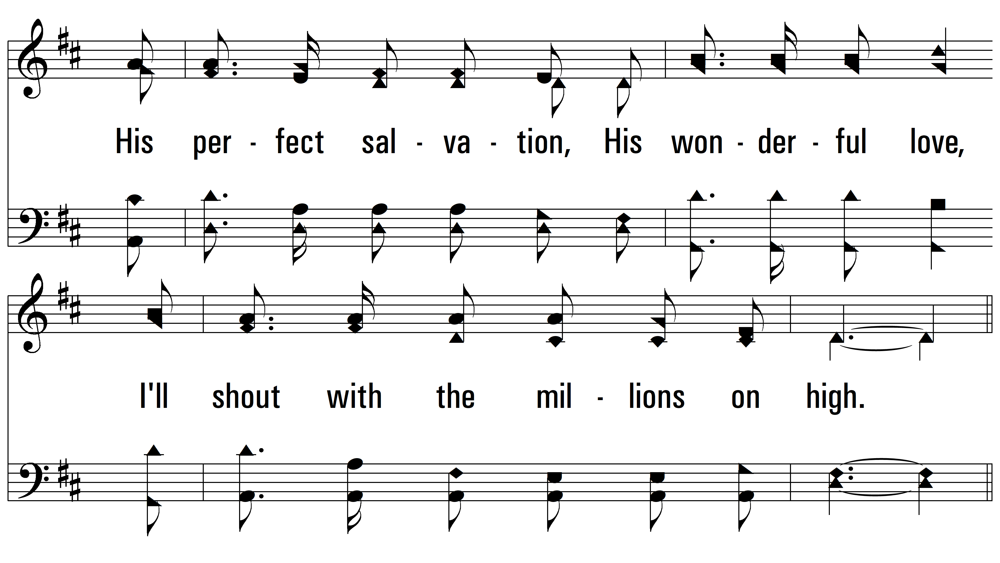 His per - fect sal - va - tion, His won - der - ful love,
I'll shout with the mil - lions on high.